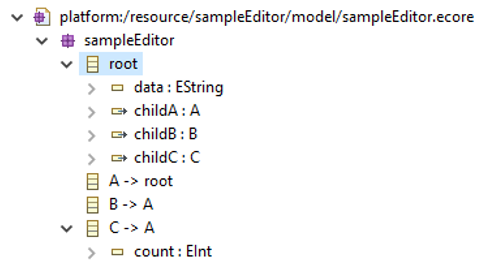 platform:/resource/sampleEditor/model/sampleEditor.ecore
sampleEditor
root
data : EString
childA : A
childB : B
childC : C
A -> root
B -> A
C -> A
count : EInt